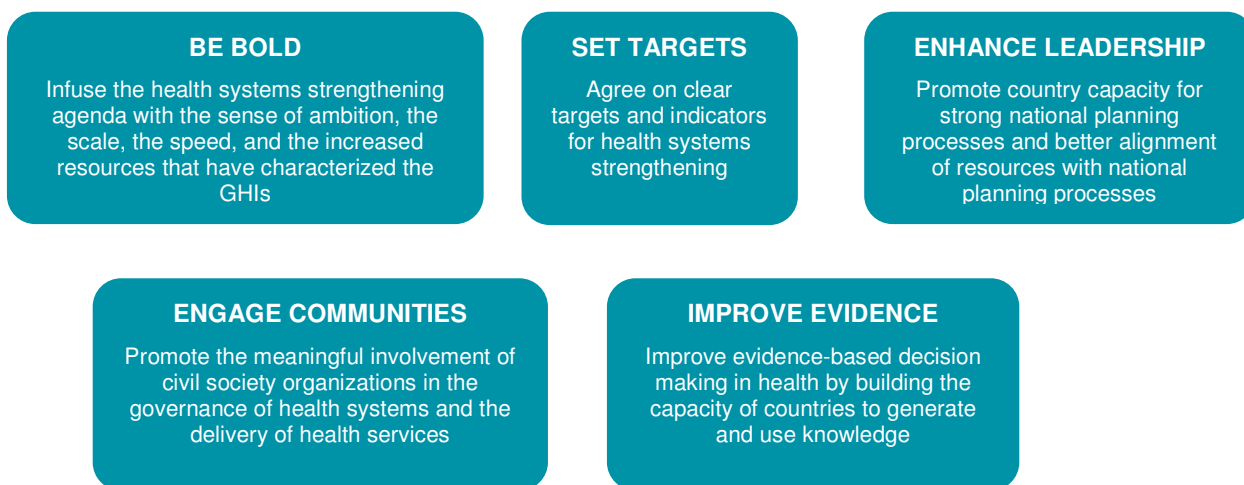 BE BOLD
Infuse the health systems strengthening
agenda with the sense of ambition, the
scale, the speed, and the increased
resources that have characterized the
GHIs
SET TARGETS
Agree on clear
targets and indicators
for health systems
strengthening
ENHANCE LEADERSHIP
Promote country capacity for
strong national planning
processes and better alignment
of resources with national
planning processes
ENGAGE COMMUNITIES
Promote the meaningful involvement of
civil society organizations in the
governance of health systems and the
delivery of health services
IMPROVE EVIDENCE
Improve evidence-based decision
making in health by building the
capacity of countries to generate
and use knowledge